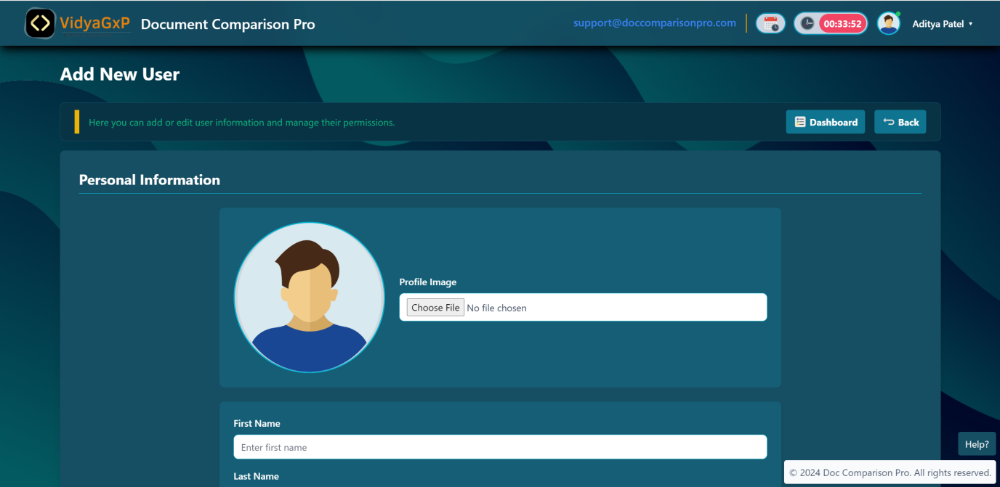 VidyaGxP Document Comparison Pro support@doccomparisonpro.com 00:33:52 Aditya Patel ▾
Add New User
Here you can add or edit user information and manage their permissions. Dashboard Back
Personal Information
Profile Image
Choose File No file chosen
First Name
Enter first name
Last Name
Help?
© 2024 Doc Comparison Pro. All rights reserved.